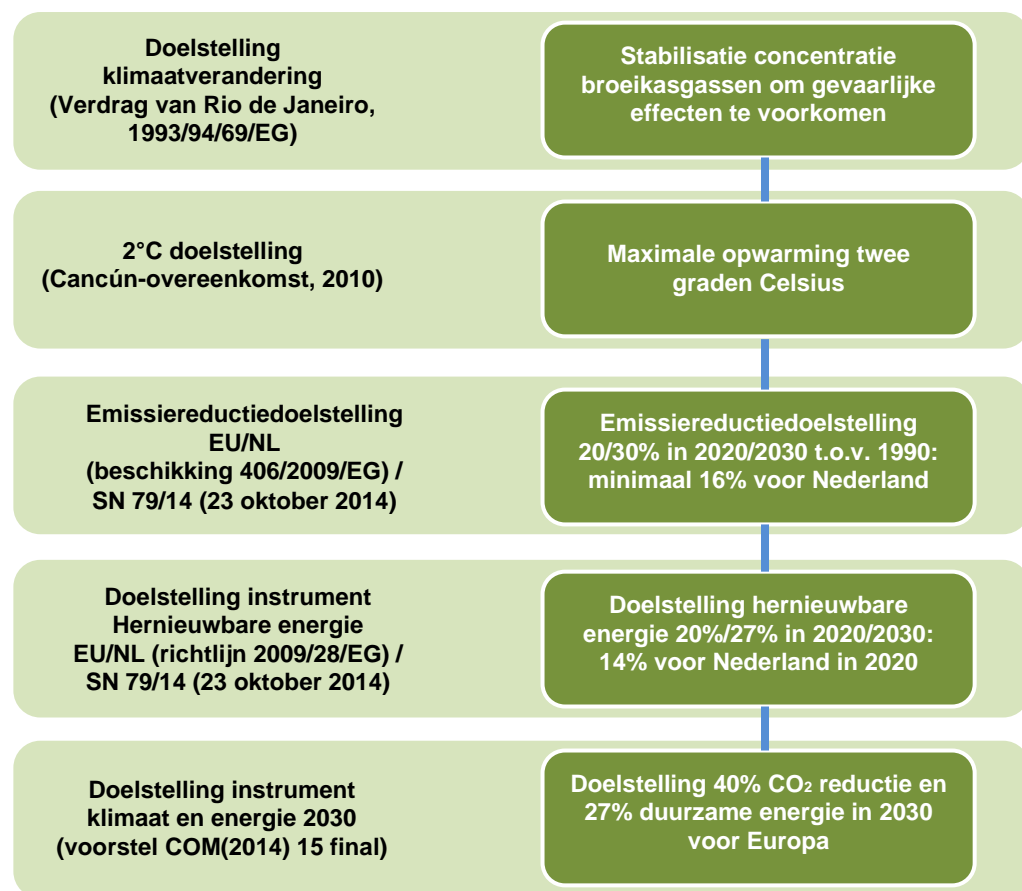 Doelstelling
klimaatverandering
(Verdrag van Rio de Janeiro,
1993/94/69/EG)
Stabilisatie concentratie
broeikasgassen om gevaarlijke
effecten te voorkomen
2°C doelstelling
(Cancún-overeenkomst, 2010)
Maximale opwarming twee
graden Celsius
Emissiereductiedoelstelling
EU/NL
(beschikking 406/2009/EG) /
SN 79/14 (23 oktober 2014)
Emissiereductiedoelstelling
20/30% in 2020/2030 t.o.v. 1990:
minimaal 16% voor Nederland
Doelstelling instrument
Hernieuwbare energie
EU/NL (richtlijn 2009/28/EG) /
SN 79/14 (23 oktober 2014)
Doelstelling hernieuwbare
energie 20%/27% in 2020/2030:
14% voor Nederland in 2020
Doelstelling instrument
klimaat en energie 2030
(voorstel COM(2014) 15 final)
Doelstelling 40% CO₂ reductie en
27% duurzame energie in 2030
voor Europa